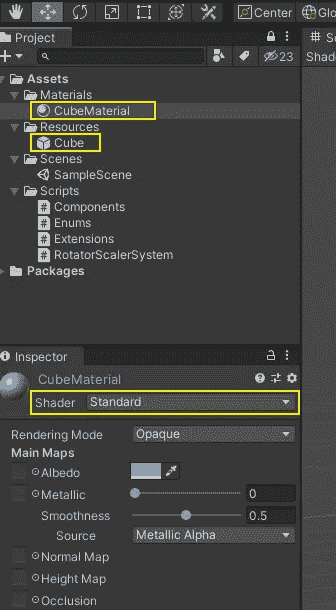 Center Glo
Project
23
Sc
Shade
Assets
Materials
CubeMaterial
Resources
Cube
Scenes
SampleScene
Scripts
# Components
# Enums
# Extensions
# RotatorScalerSystem
Packages
Inspector
CubeMaterial
Shader Standard
Rendering Mode Opaque
Main Maps
Albedo
Metallic 0
Smoothness 0.5
Source Metallic Alpha
Normal Map
Height Map
Occlusion